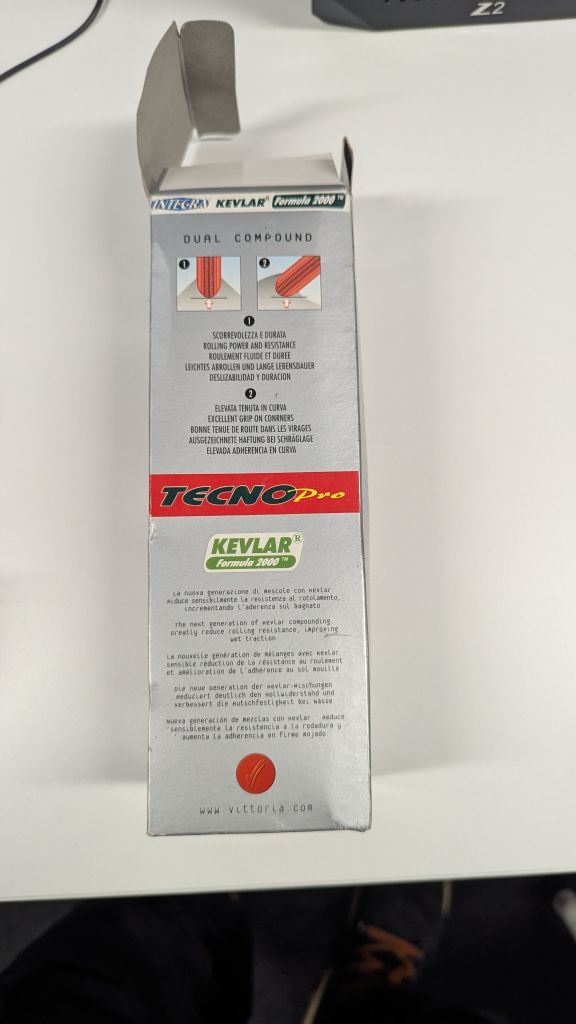 Z2
INTEGRA KEVLAR® Formula 2000™
DUAL COMPOUND
1 2
1
SCORREVOLEZZA E DURATA
ROLLING POWER AND RESISTANCE
ROULEMENT FLUIDE ET DUREE
LEICHTES ABROLLEN UND LANGE LEBENSDAUER
DESLIZABILIDAD Y DURACION
2
ELEVATA TENUTA IN CURVA
EXCELLENT GRIP ON CONRNERS
BONNE TENUE DE ROUTE DANS LES VIRAGES
AUSGEZEICHNETE HAFTUNG BEI SCHRÄGLAGE
ELEVADA ADHERENCIA EN CURVA
TECNO Pro
KEVLAR®
Formula 2000™
La nuova generazione di mescole con Kevlar
riduce sensibilmente la resistenza al rotolamento,
incrementando l'aderenza sul bagnato
The next generation of Kevlar compounding
greatly reduce rolling resistance, improving
wet traction
La nouvelle génération de mélanges avec Kevlar
sensible réduction de la résistance au roulement
et amélioration de l'adhérence au sol mouillé
Die neue Generation der Kevlar-Mischungen
reduziert deutlich den Rollwiderstand und
verbessert die Rutschfestigkeit bei Nässe
Nueva generación de mezclas con Kevlar Reduce
sensiblemente la resistencia a la rodadura y
aumenta la adherencia en firme mojado
www.vittoria.com